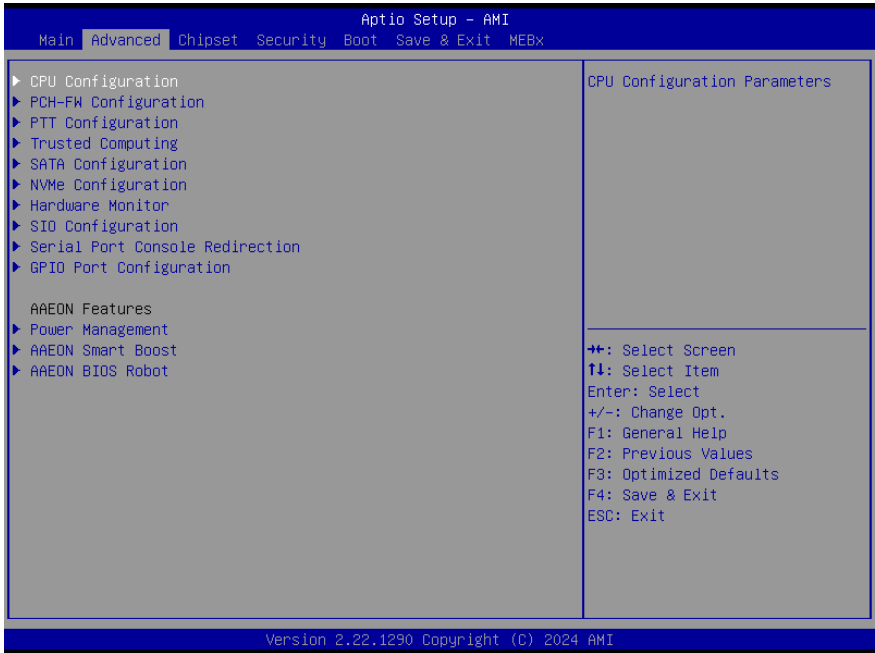 Aptio Setup – AMI
Main Advanced Chipset Security Boot Save & Exit MEBx
CPU Configuration
PCH-FW Configuration
PTT Configuration
Trusted Computing
SATA Configuration
NVMe Configuration
Hardware Monitor
SIO Configuration
Serial Port Console Redirection
GPIO Port Configuration
AAEON Features
Power Management
AAEON Smart Boost
AAEON BIOS Robot
CPU Configuration Parameters
→←: Select Screen
↑↓: Select Item
Enter: Select
+/-: Change Opt.
F1: General Help
F2: Previous Values
F3: Optimized Defaults
F4: Save & Exit
ESC: Exit
Version 2.22.1290 Copyright (C) 2024 AMI